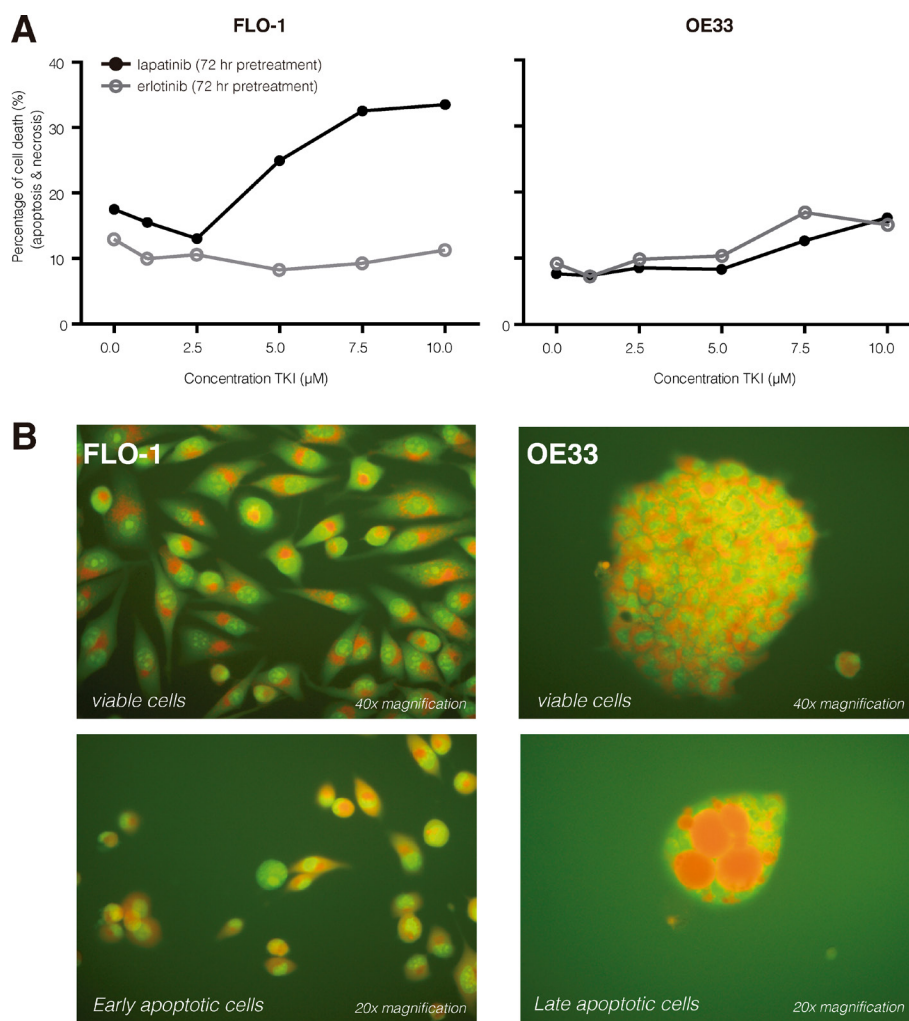 A
FLO-1
OE33
lapatinib (72 hr pretreatment)
erlotinib (72 hr pretreatment)
Percentage of cell death (%)
(apoptosis & necrosis)
40
30
20
10
0
0
0.0
2.5
5.0
7.5
10.0
0.0
2.5
5.0
7.5
10.0
Concentration TKI (µM)
Concentration TKI (µM)
B
FLO-1
OE33
viable cells
40x magnification
viable cells
40x magnification
Early apoptotic cells
20x magnification
Late apoptotic cells
20x magnification